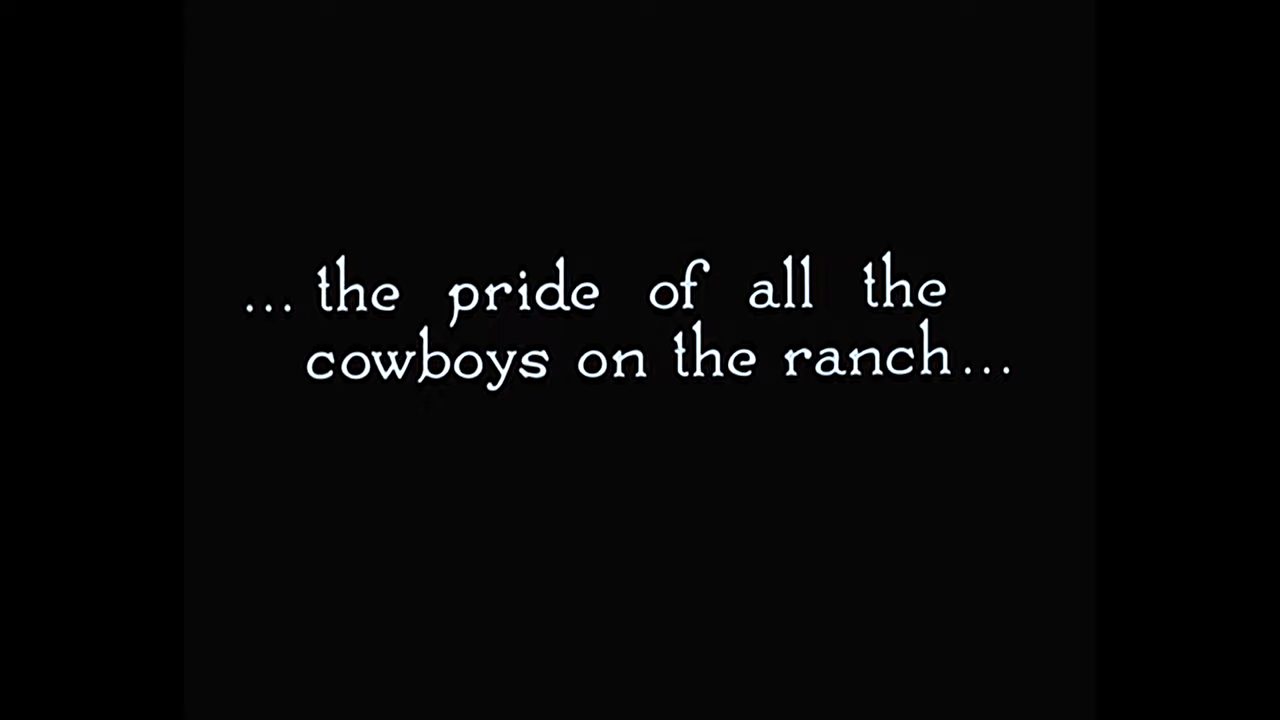 ... the pride of all the
cowboys on the ranch...